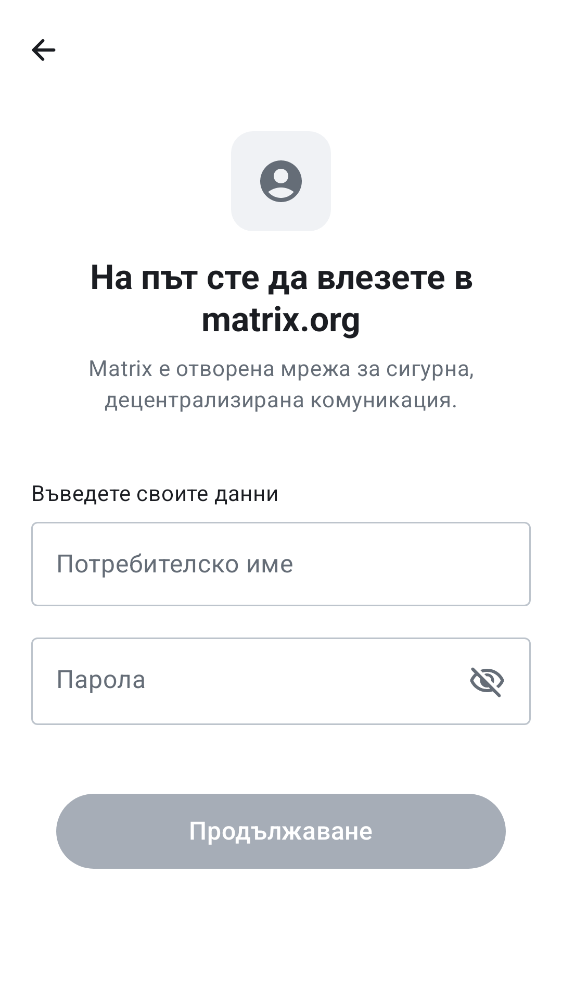 На път сте да влезете в
matrix.org
Matrix е отворена мрежа за сигурна,
децентрализирана комуникация.
Въведете своите данни
Потребителско име
Парола
Продължаване